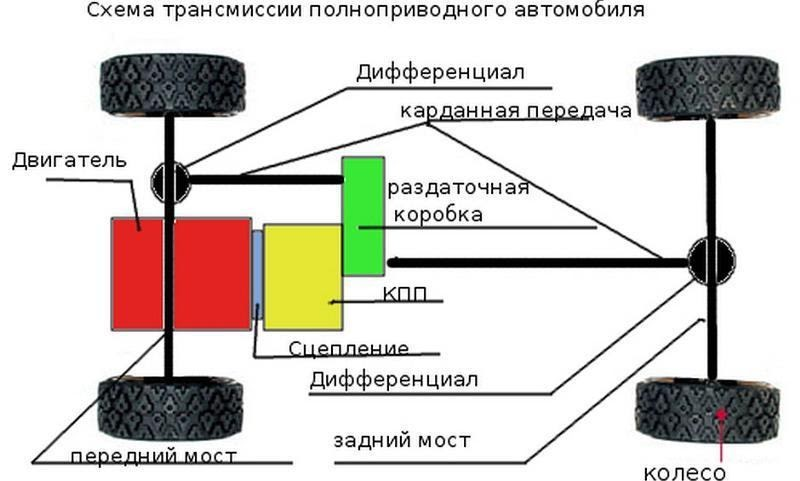 Схема трансмиссии полноприводного автомобиля
Дифференциал
карданная передача
Двигатель
раздаточная
коробка
КПП
Сцепление
Дифференциал
задний мост
передний мост
колесо